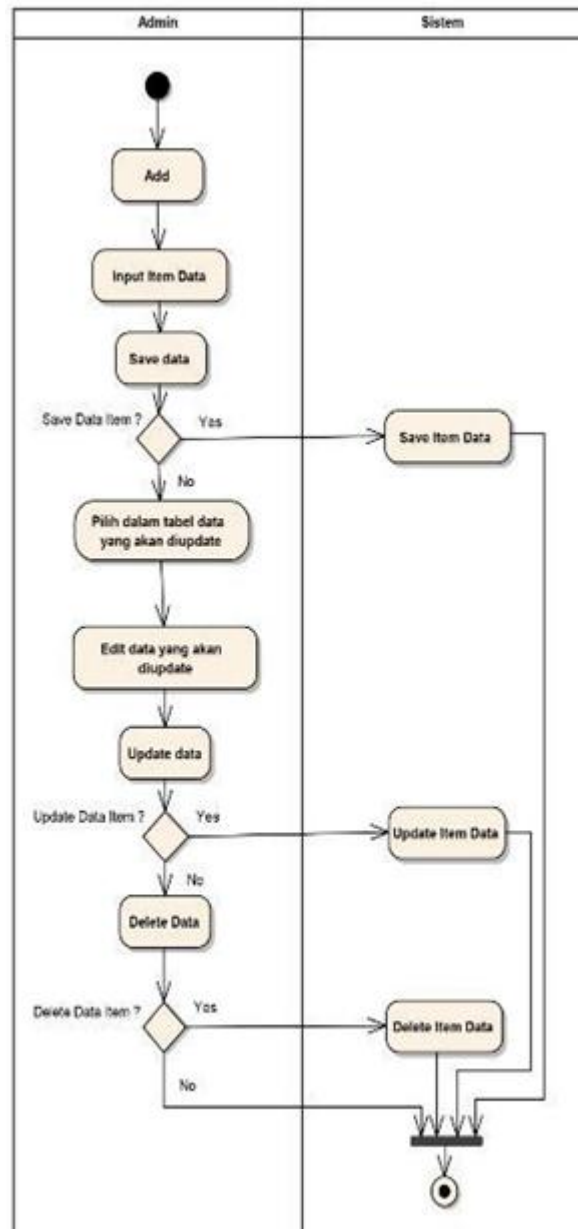 Admin
Sistem
Add
Input Item Data
Save data
Save Data Item ?
Yes
Save Item Data
No
Pilih dalam tabel data
yang akan diupdate
Edit data yang akan
diupdate
Update data
Update Data Item ?
Yes
Update Item Data
No
Delete Data
Delete Data Item ?
Yes
Delete Item Data
No